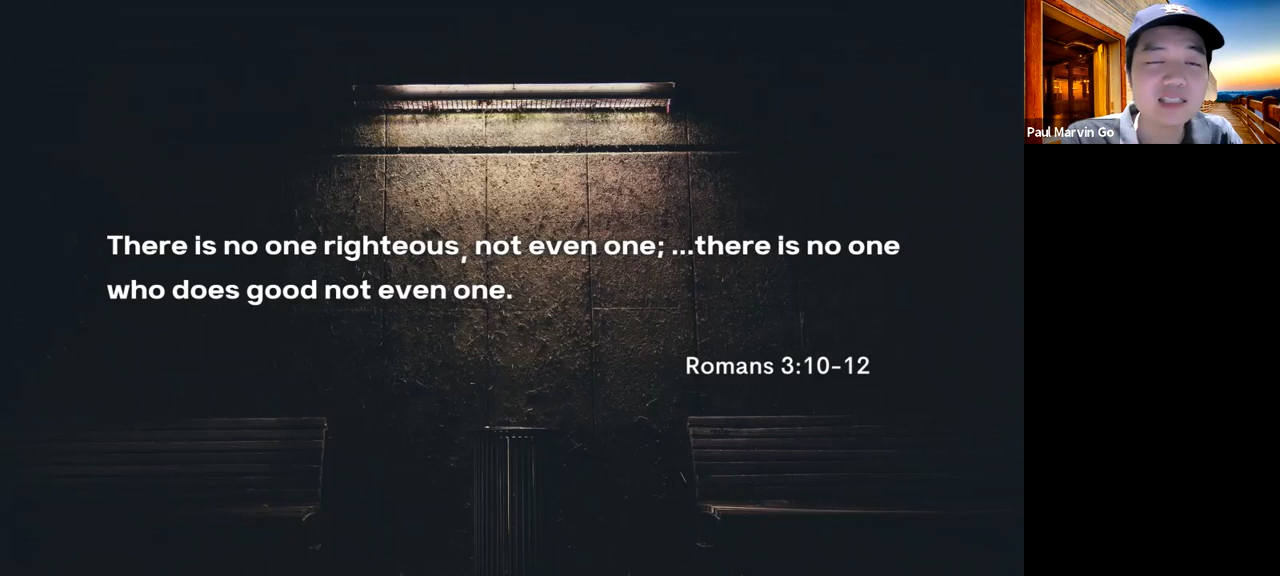 There is no one righteous, not even one; ...there is no one
who does good not even one.
Romans 3:10-12
Paul Marvin Go